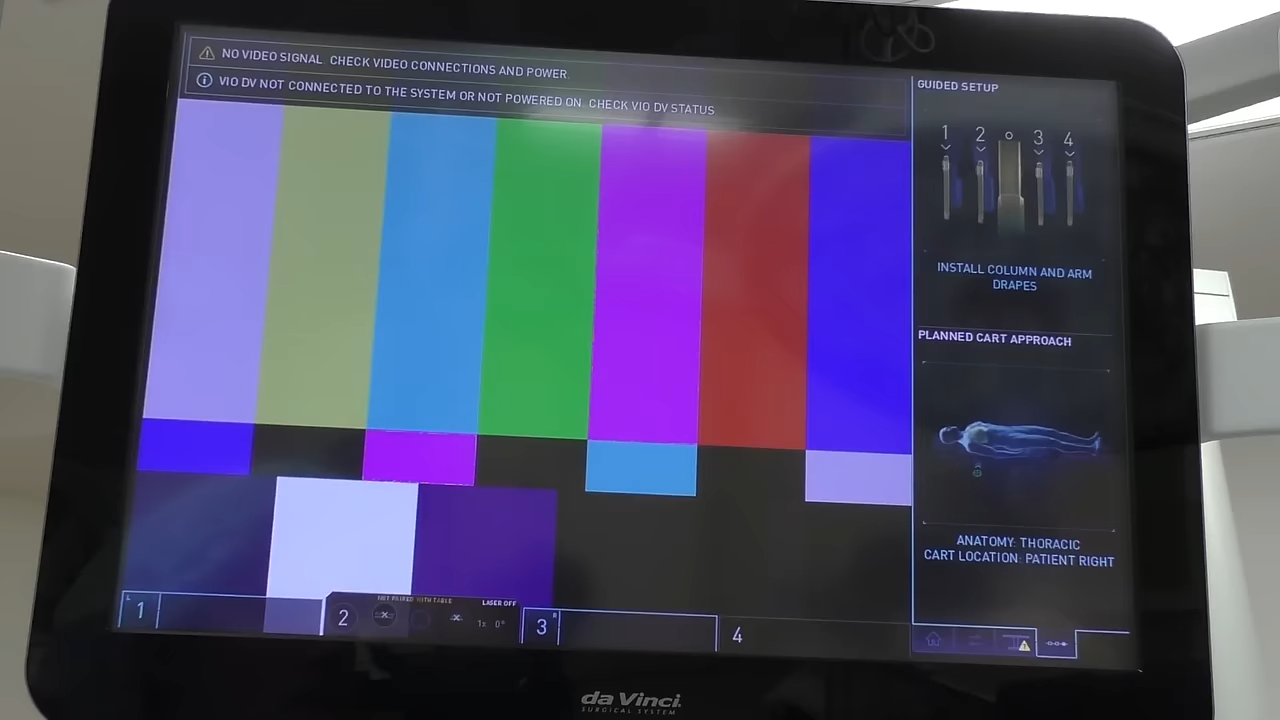 NO VIDEO SIGNAL CHECK VIDEO CONNECTIONS AND POWER.
VIO DV NOT CONNECTED TO THE SYSTEM OR NOT POWERED ON. CHECK VIO DV STATUS
GUIDED SETUP
1 2 3 4
INSTALL COLUMN AND ARM
DRAPES
PLANNED CART APPROACH
ANATOMY: THORACIC
CART LOCATION: PATIENT RIGHT
L 1
NOT PAIRED WITH TABLE LASER OFF
2 1x 0°
3 R
4
da Vinci
SURGICAL SYSTEM